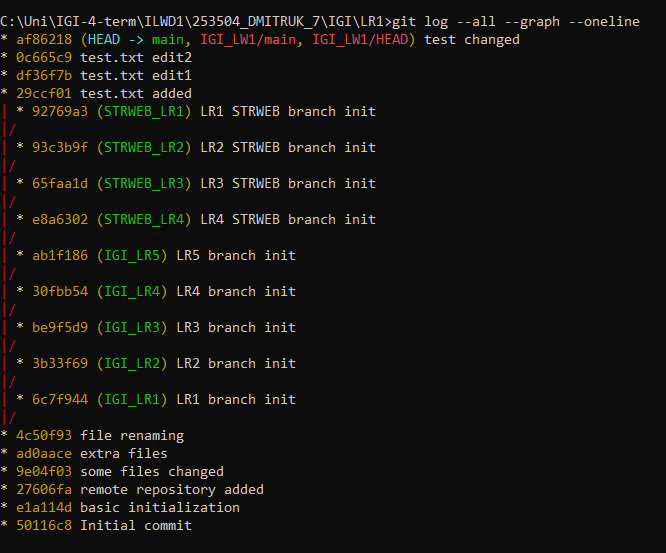 C:\Uni\IGI-4-term\ILWD1\253504_DMITRUK_7\IGI\LR1>git log --all --graph --oneline
* af86218 (HEAD -> main, IGI_LW1/main, IGI_LW1/HEAD) test changed
* 0c665c9 test.txt edit2
* df36f7b test.txt edit1
* 29ccf01 test.txt added
| * 92769a3 (STRWEB_LR1) LR1 STRWEB branch init
|/
| * 93c3b9f (STRWEB_LR2) LR2 STRWEB branch init
|/
| * 65faa1d (STRWEB_LR3) LR3 STRWEB branch init
|/
| * e8a6302 (STRWEB_LR4) LR4 STRWEB branch init
|/
| * ab1f186 (IGI_LR5) LR5 branch init
|/
| * 30fbb54 (IGI_LR4) LR4 branch init
|/
| * be9f5d9 (IGI_LR3) LR3 branch init
|/
| * 3b33f69 (IGI_LR2) LR2 branch init
|/
| * 6c7f944 (IGI_LR1) LR1 branch init
|/
* 4c50f93 file renaming
* ad0aace extra files
* 9e04f03 some files changed
* 27606fa remote repository added
* e1a114d basic initialization
* 50116c8 Initial commit